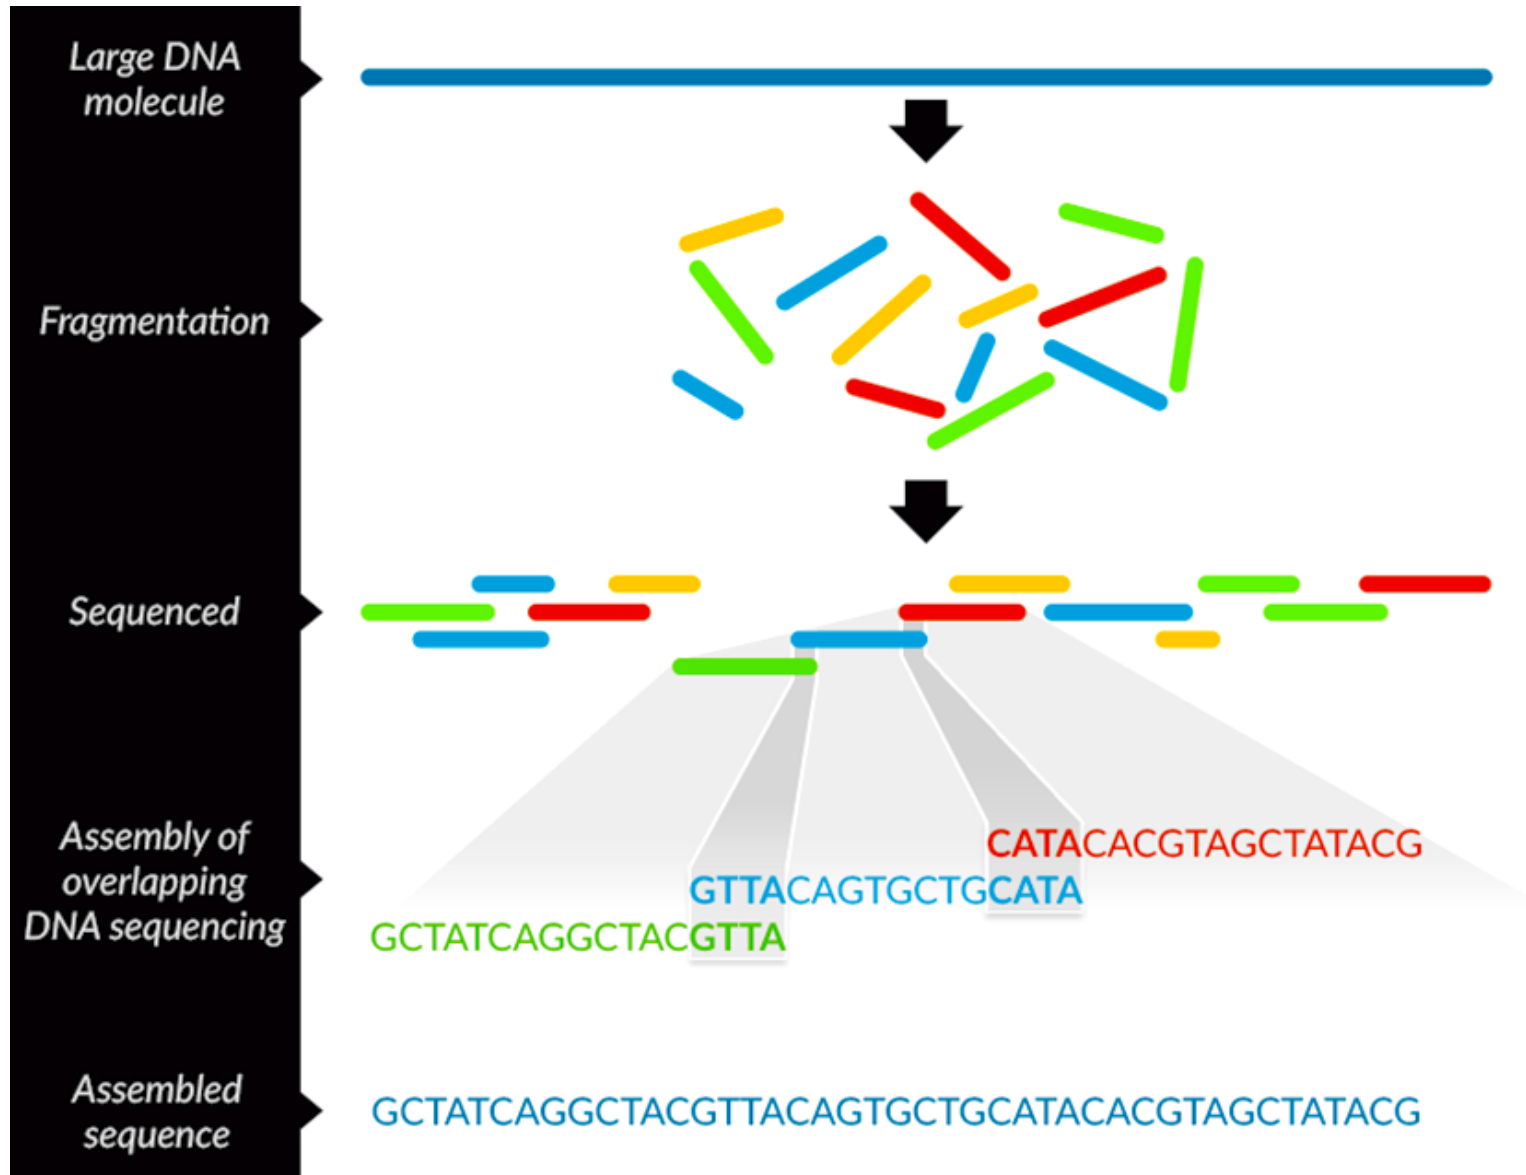 Large DNA
molecule
Fragmentation
Sequenced
Assembly of
overlapping
DNA sequencing
CATACACGTAGCTATACG
GTTACAGTGCTGCATA
GCTATCAGGCTACGTTA
Assembled
sequence
GCTATCAGGCTACGTTACAGTGCTGCATACACGTAGCTATACG